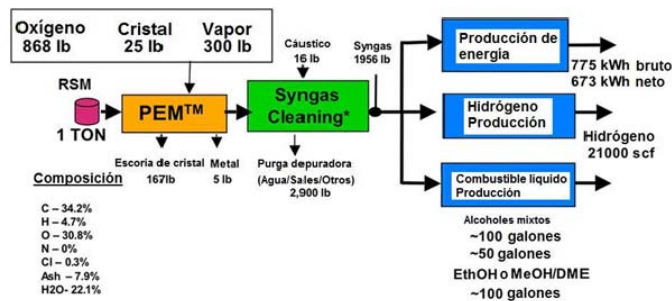 Oxígeno
868 lb
Cristal
25 lb
Vapor
300 lb
RSM
1 TON
PEM™
Cáustico
16 lb
Syngas
Cleaning*
Syngas
1956 lb
Producción de
energía
775 kWh bruto
673 kWh neto
Hidrógeno
Producción
Hidrógeno
21000 scf
Combustible liquido
Producción
Escoria de cristal
167lb
Metal
5 lb
Purga depuradora
(Agua/Sales/Otros)
2,900 lb
Composición
C – 34.2%
H – 4.7%
O – 30.8%
N – 0%
Cl – 0.3%
Ash – 7.9%
H2O- 22.1%
Alcoholes mixtos
~100 galones
~50 galones
EthOH o MeOH/DME
~100 galones